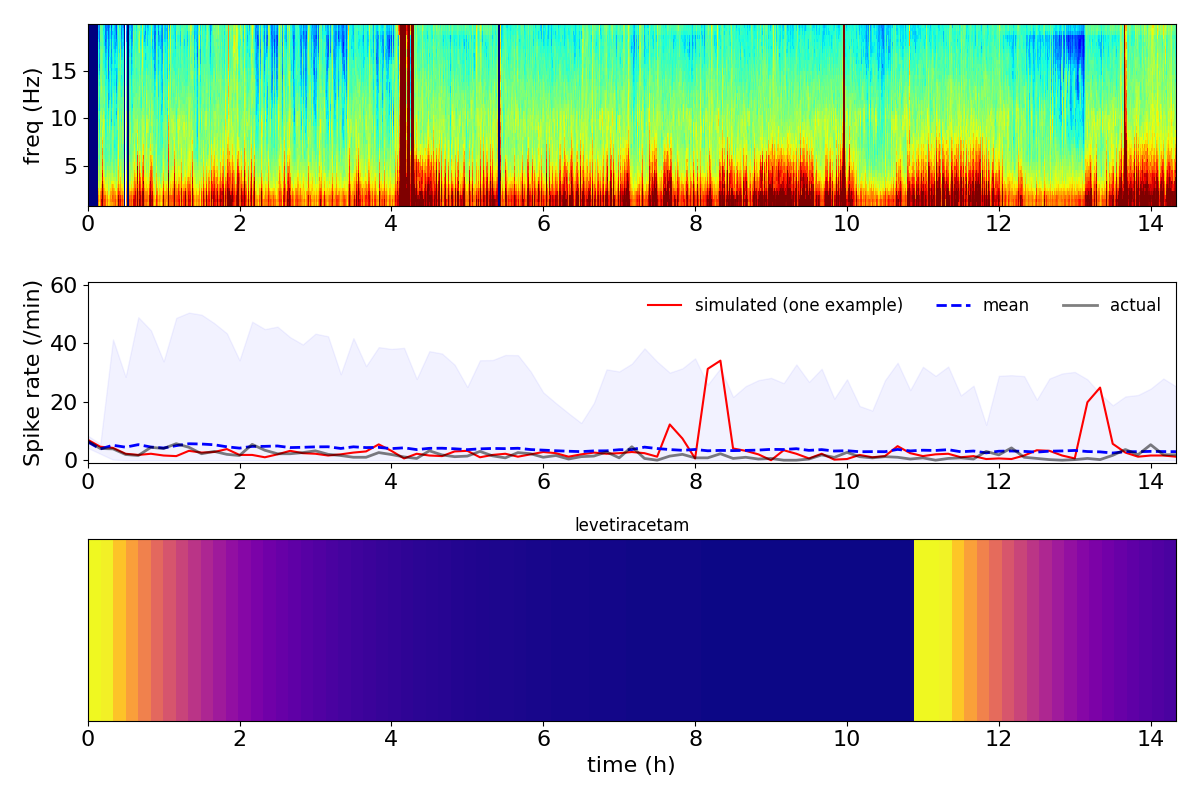 freq (Hz)
15
10
5
0 2 4 6 8 10 12 14
Spike rate (/min)
60
40
20
0
simulated (one example) mean actual
0 2 4 6 8 10 12 14
levetiracetam
0 2 4 6 8 10 12 14
time (h)